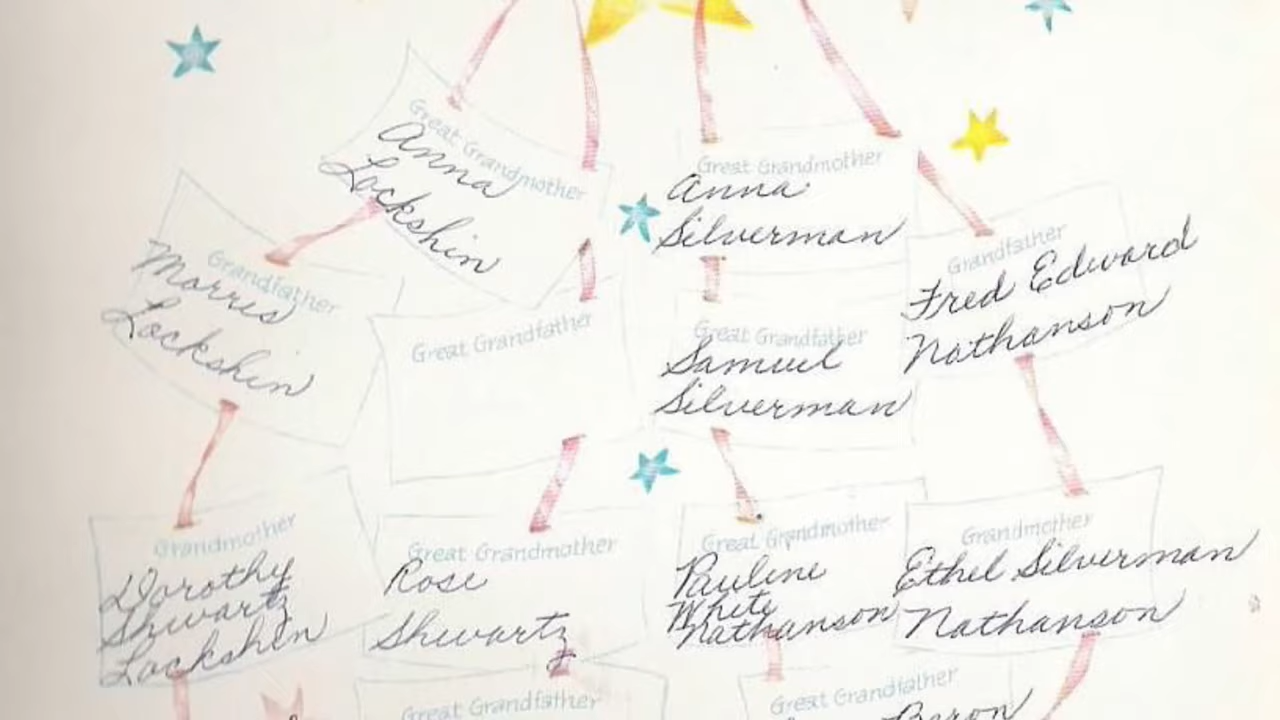 Great Grandmother
Anna
Lockshin
Great Grandmother
Anna
Silverman
Grandfather
Morris
Lockshin
Grandfather
Fred Edward
Nathanson
Great Grandfather
Great Grandfather
Samuel
Silverman
Grandmother
Dorothy
Shwartz
Lockshin
Great Grandmother
Rose
Shwartz
Great Grandmother
Pauline
White
Nathanson
Grandmother
Ethel Silverman
Nathanson
Great Grandfather
Great Grandfather
Baron